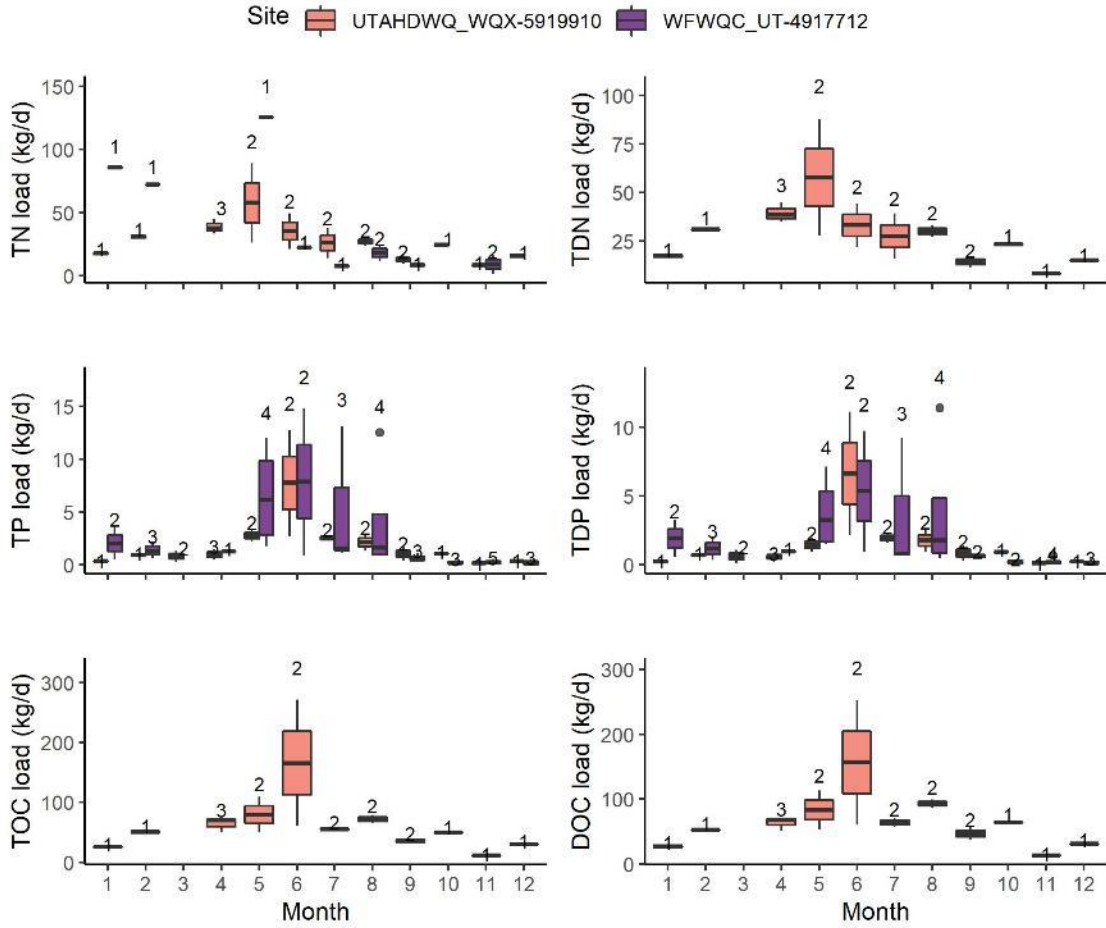 Site UTAHDWQ_WQX-5919910 WFWQC_UT-4917712
TN load (kg/d)
150
100
50
0
1 1 1 1 3 2 1 2 1 2 1 2 2 2 1 1 1 2 1
TDN load (kg/d)
100
75
50
25
1 1 3 2 2 2 2 2 1 1 1
TP load (kg/d)
15
10
5
0
1 2 1 3 2 3 1 2 4 2 2 2 3 2 4 2 3 1 3 1 5 1 3
TDP load (kg/d)
10
5
0
1 2 1 3 2 3 1 2 4 2 2 2 3 2 4 2 2 1 2 1 4 1 3
TOC load (kg/d)
300
200
100
0
1 1 3 2 2 2 2 2 1 1 1
1 2 3 4 5 6 7 8 9 10 11 12
Month
DOC load (kg/d)
300
200
100
0
1 1 3 2 2 2 2 2 1 1 1
1 2 3 4 5 6 7 8 9 10 11 12
Month